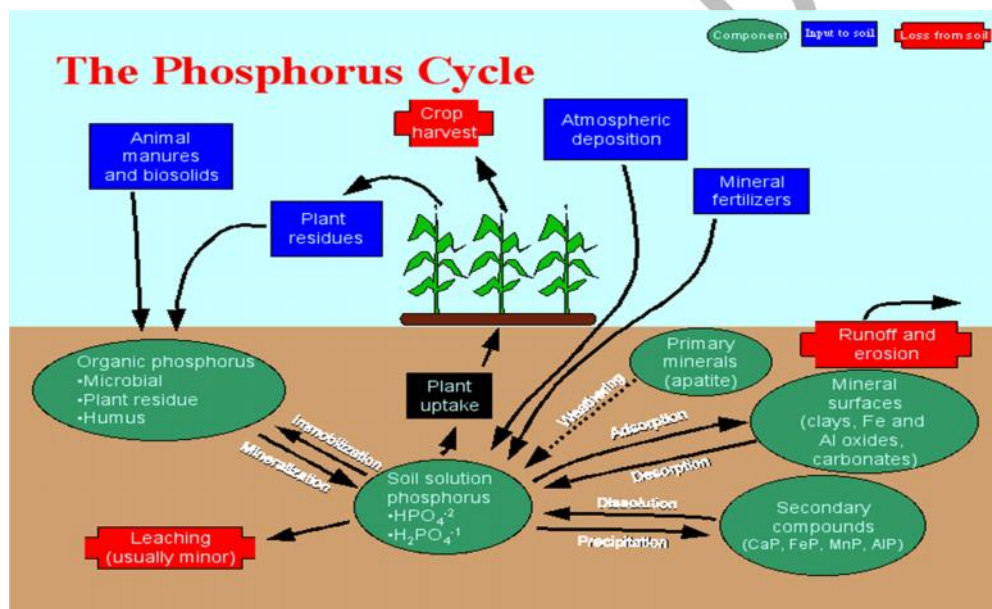 Component
Input to soil
Loss from soil
The Phosphorus Cycle
Crop
harvest
Atmospheric
deposition
Animal
manures
and biosolids
Mineral
fertilizers
Plant
residues
Runoff and
erosion
Primary
minerals
(apatite)
Organic phosphorus
•Microbial
•Plant residue
•Humus
Plant
uptake
Weathering
Mineral
surfaces
(clays, Fe and
Al oxides,
carbonates)
Adsorption
Desorption
Immobilization
Mineralization
Soil solution
phosphorus
•HPO₄⁻²
•H₂PO₄⁻¹
Dissolution
Precipitation
Secondary
compounds
(CaP, FeP, MnP, AlP)
Leaching
(usually minor)